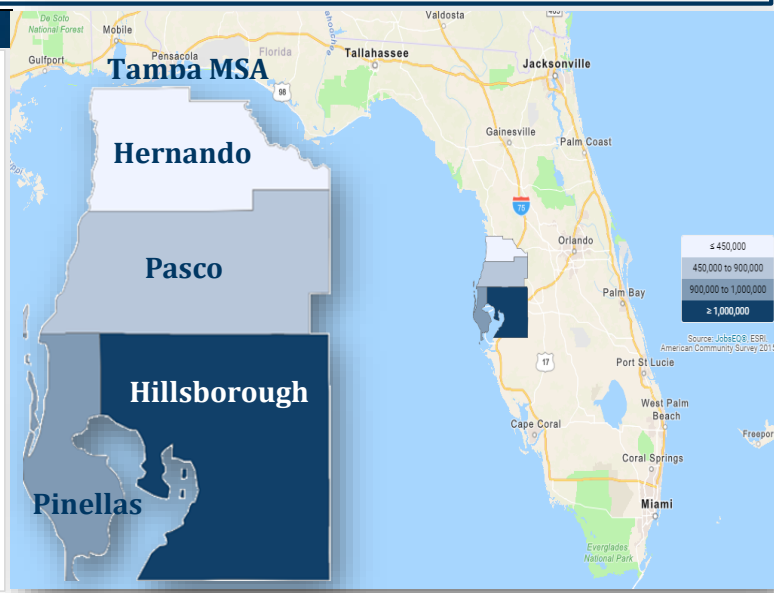 De Soto
National Forest
Mobile
Gulfport
Pensacola
Florida
Tallahassee
Valdosta
Jacksonville
Tampa MSA
98
Gainesville
Palm Coast
Hernando
75
Orlando
Pasco
Palm Bay
≤ 450,000
450,000 to 900,000
900,000 to 1,000,000
≥ 1,000,000
Source: JobsEQ®, ESRI,
American Community Survey 2015
17
Port St Lucie
Hillsborough
West Palm
Beach
Cape Coral
Freeport
Coral Springs
Pinellas
Miami
Everglades
National Park